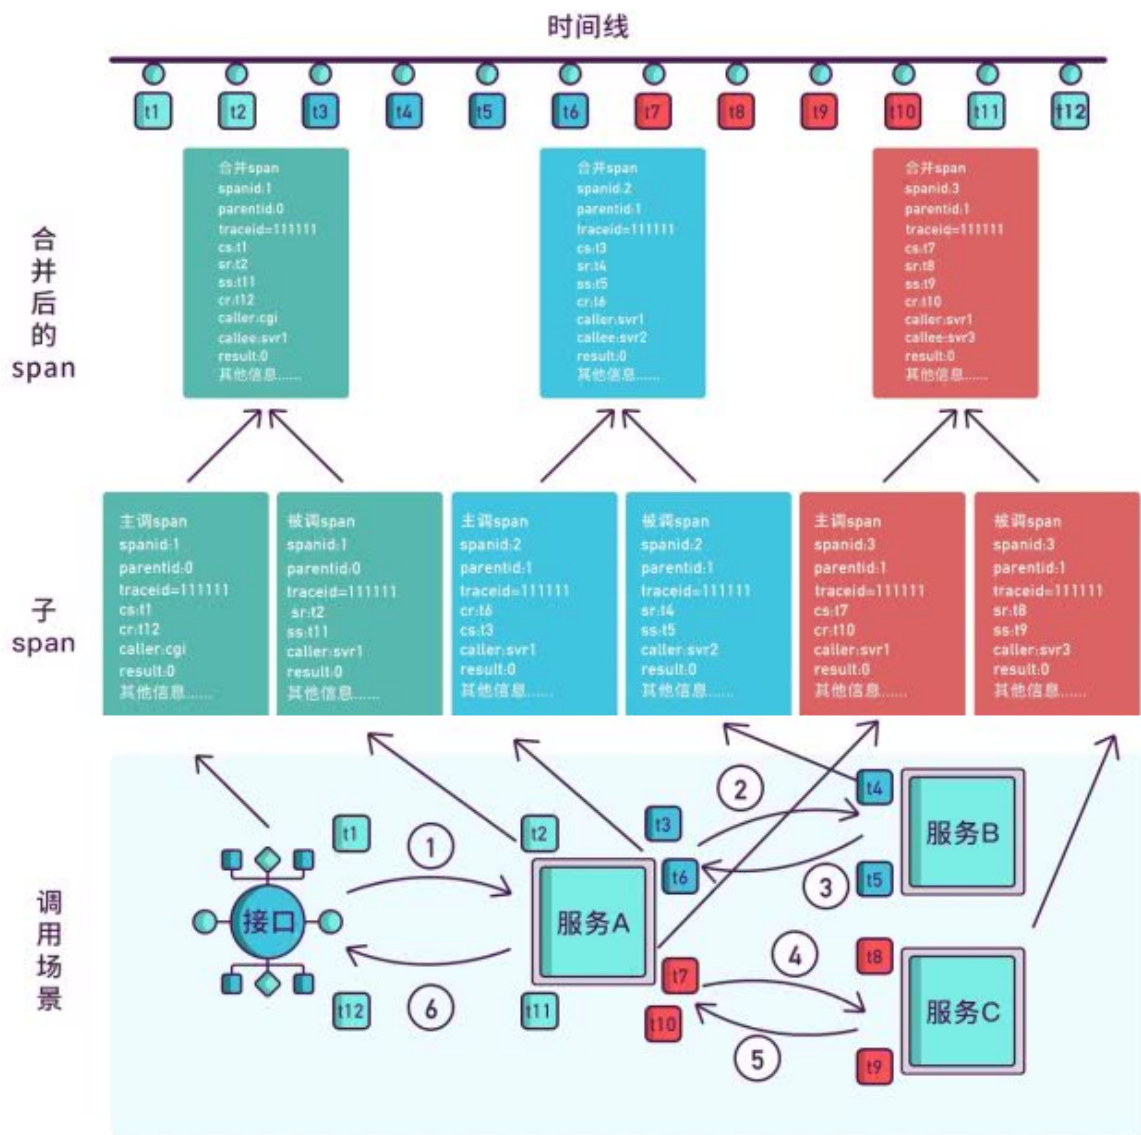 时间线
t1
t2
t3
t4
t5
t6
t7
t8
t9
t10
t11
t12
合并后的span
合并span
spanid:1
parentid:0
traceid=111111
cs:t1
sr:t2
ss:t11
cr:t12
caller:cgi
callee:svr1
result:0
其他信息......
合并span
spanid:2
parentid:1
traceid=111111
cs:t3
sr:t4
ss:t5
cr:t6
caller:svr1
callee:svr2
result:0
其他信息......
合并span
spanid:3
parentid:1
traceid=111111
cs:t7
sr:t8
ss:t9
cr:t10
caller:svr1
callee:svr3
result:0
其他信息......
子
span
主调span
spanid:1
parentid:0
traceid=111111
cs:t1
cr:t12
caller:cgi
result:0
其他信息......
被调span
spanid:1
parentid:0
traceid=111111
sr:t2
ss:t11
caller:svr1
result:0
其他信息......
主调span
spanid:2
parentid:1
traceid=111111
cr:t6
cs:t3
caller:svr1
result:0
其他信息......
被调span
spanid:2
parentid:1
traceid=111111
sr:t4
ss:t5
caller:svr2
result:0
其他信息......
主调span
spanid:3
parentid:1
traceid=111111
cs:t7
cr:t10
caller:svr1
result:0
其他信息......
被调span
spanid:3
parentid:1
traceid=111111
sr:t8
ss:t9
caller:svr3
result:0
其他信息......
调用场景
接口
t1
1
t2
服务A
t12
6
t11
t3
2
t4
服务B
t6
3
t5
t7
4
t8
服务C
t10
5
t9